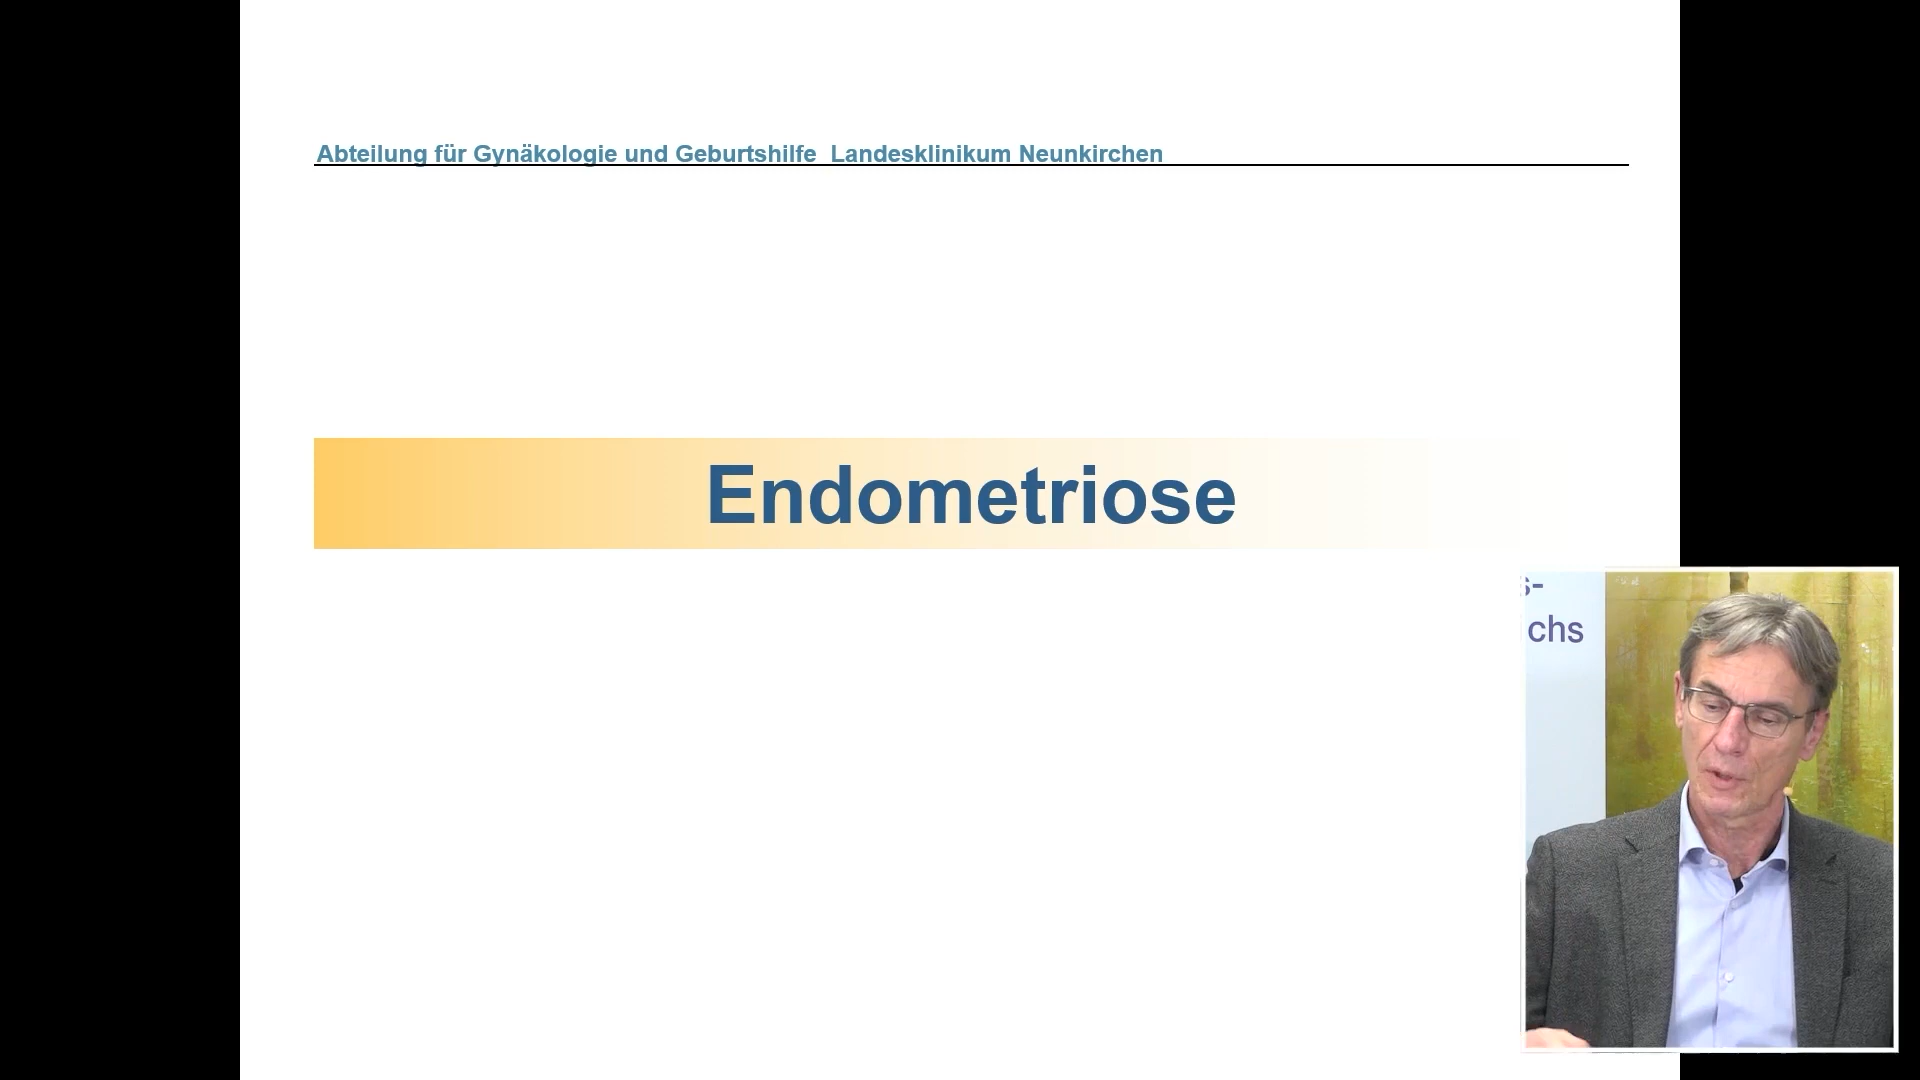 Abteilung für Gynäkologie und Geburtshilfe Landesklinikum Neunkirchen
Endometriose
s-
chs